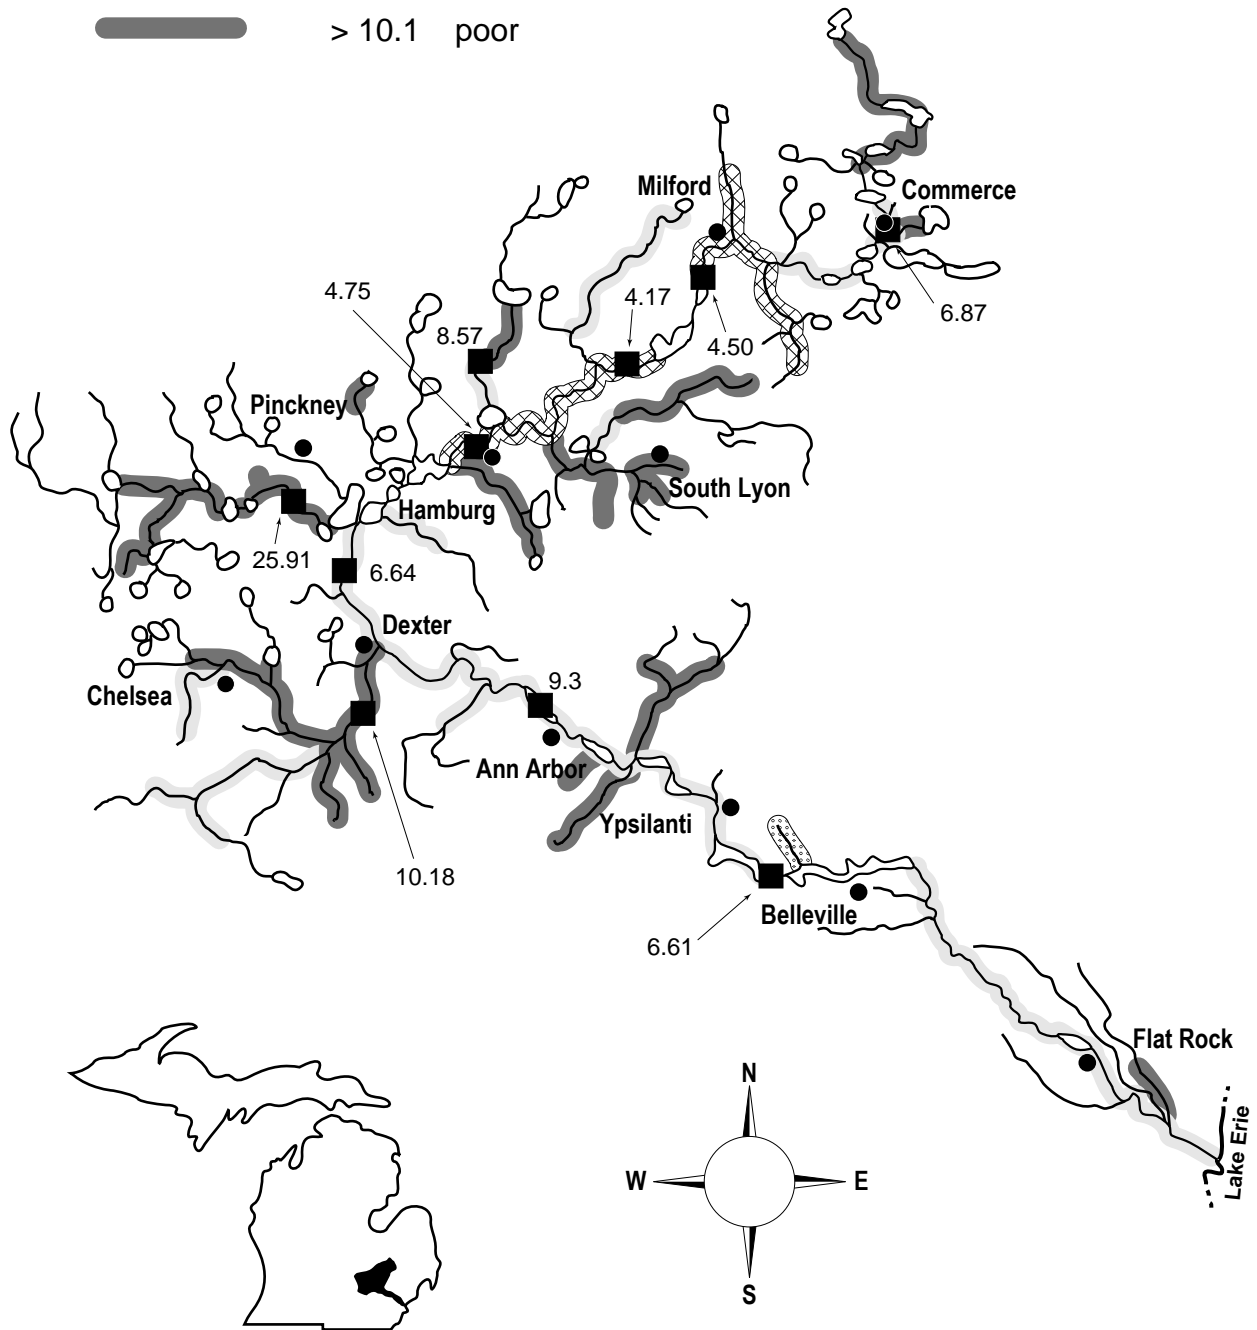 > 10.1 poor
Milford
Commerce
4.75
4.17
6.87
8.57
4.50
Pinckney
South Lyon
Hamburg
25.91
6.64
Dexter
Chelsea
9.3
Ann Arbor
Ypsilanti
10.18
Belleville
6.61
Flat Rock
N
W
E
S
Lake Erie